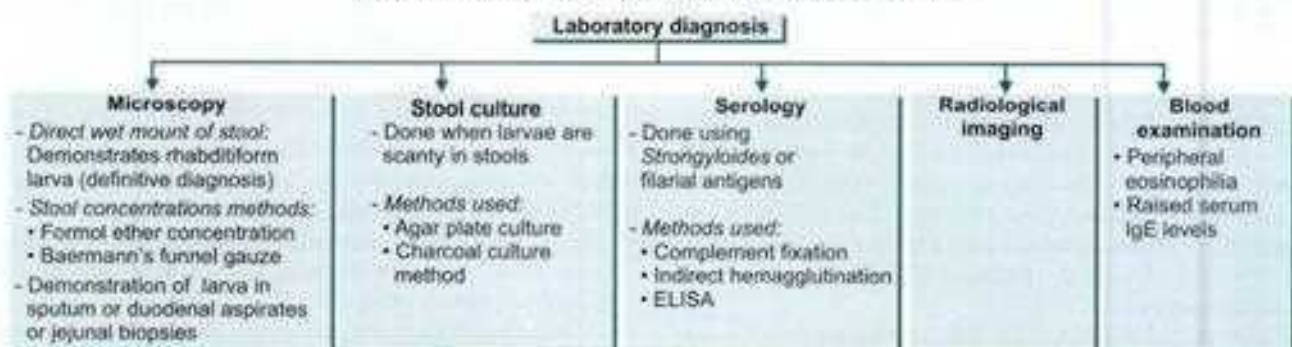 Laboratory diagnosis
Microscopy
- Direct wet mount of stool:
Demonstrates rhabditiform
larva (definitive diagnosis)
- Stool concentrations methods:
• Formol ether concentration
• Baermann's funnel gauze
- Demonstration of larva in
sputum or duodenal aspirates
or jejunal biopsies
Stool culture
- Done when larvae are
scanty in stools
- Methods used:
• Agar plate culture
• Charcoal culture
method
Serology
- Done using
Strongyloides or
filarial antigens
- Methods used:
• Complement fixation
• Indirect hemagglutination
• ELISA
Radiological
imaging
Blood
examination
• Peripheral
eosinophilia
• Raised serum
IgE levels